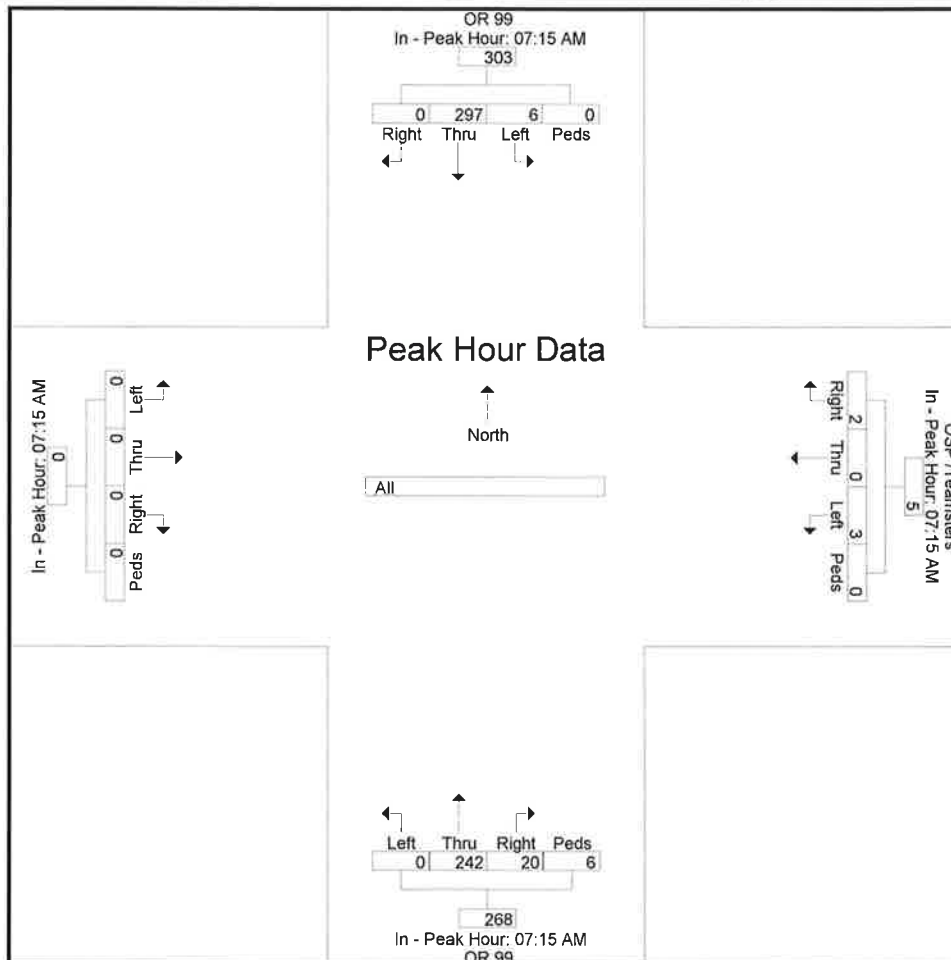 OR 99
In - Peak Hour: 07:15 AM
303
0 297 6 0
Right Thru Left Peds
Peak Hour Data
North
All
In - Peak Hour: 07:15 AM
0
0 0 0 0
Left Thru Right Peds
Right Thru Left Peds
2 0 3 0
5
In - Peak Hour: 07:15 AM
OSP /Teamsters
Left Thru Right Peds
0 242 20 6
268
In - Peak Hour: 07:15 AM
OR 99